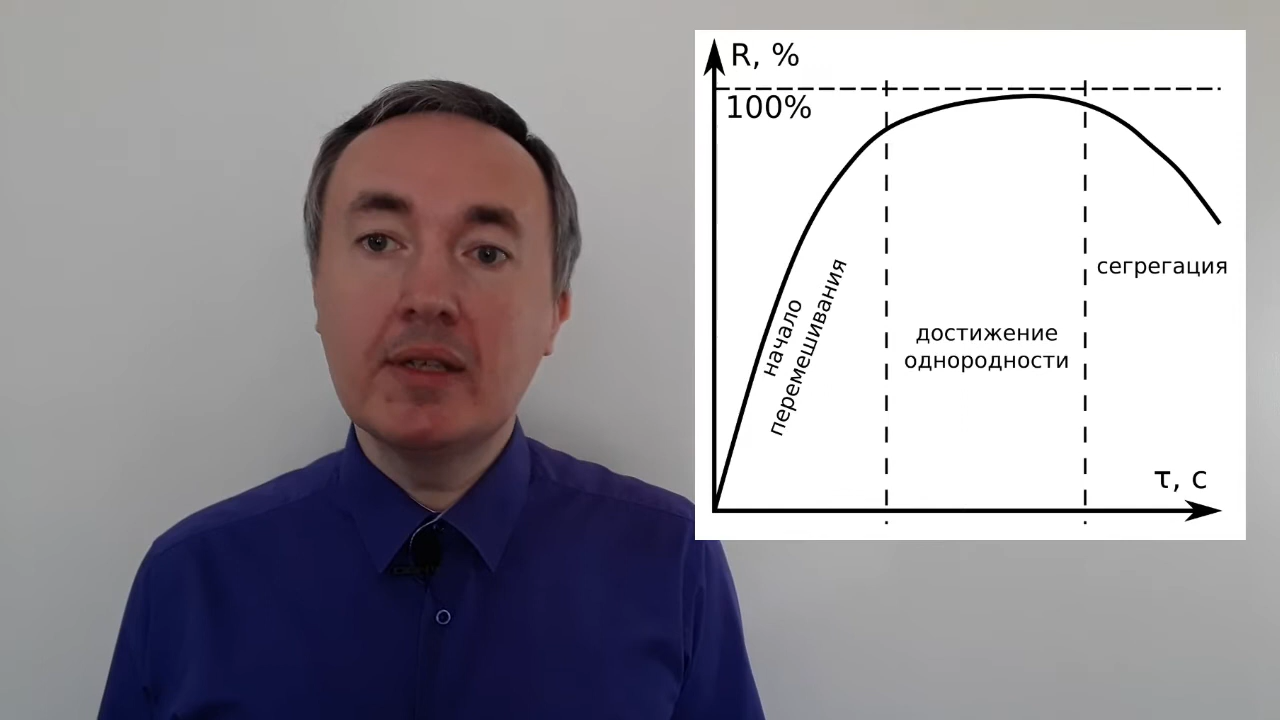 R, %
100%
начало
перемешивания
достижение
однородности
сегрегация
τ, с